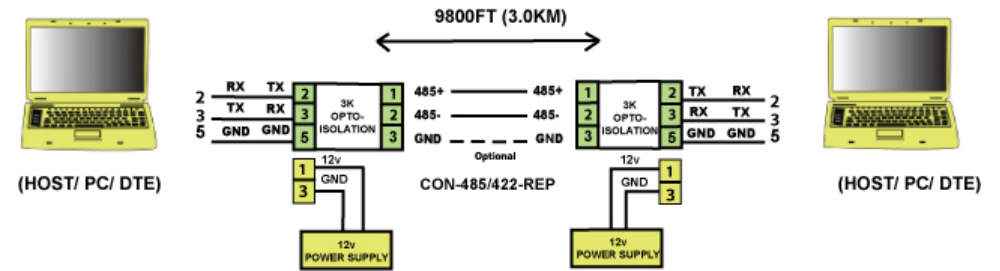 9800FT (3.0KM)
RX TX 485+ 485+ TX RX
2 2 1 1 2 2
TX RX 3K OPTO-ISOLATION 485- 485- 3K OPTO-ISOLATION RX TX
3 3 2 2 3 3
GND GND GND GND GND GND
5 5 3 3 5 5
Optional
(HOST/ PC/ DTE) 1 12v CON-485/422-REP 12v 1 (HOST/ PC/ DTE)
3 GND GND 3
12v 12v
POWER SUPPLY POWER SUPPLY